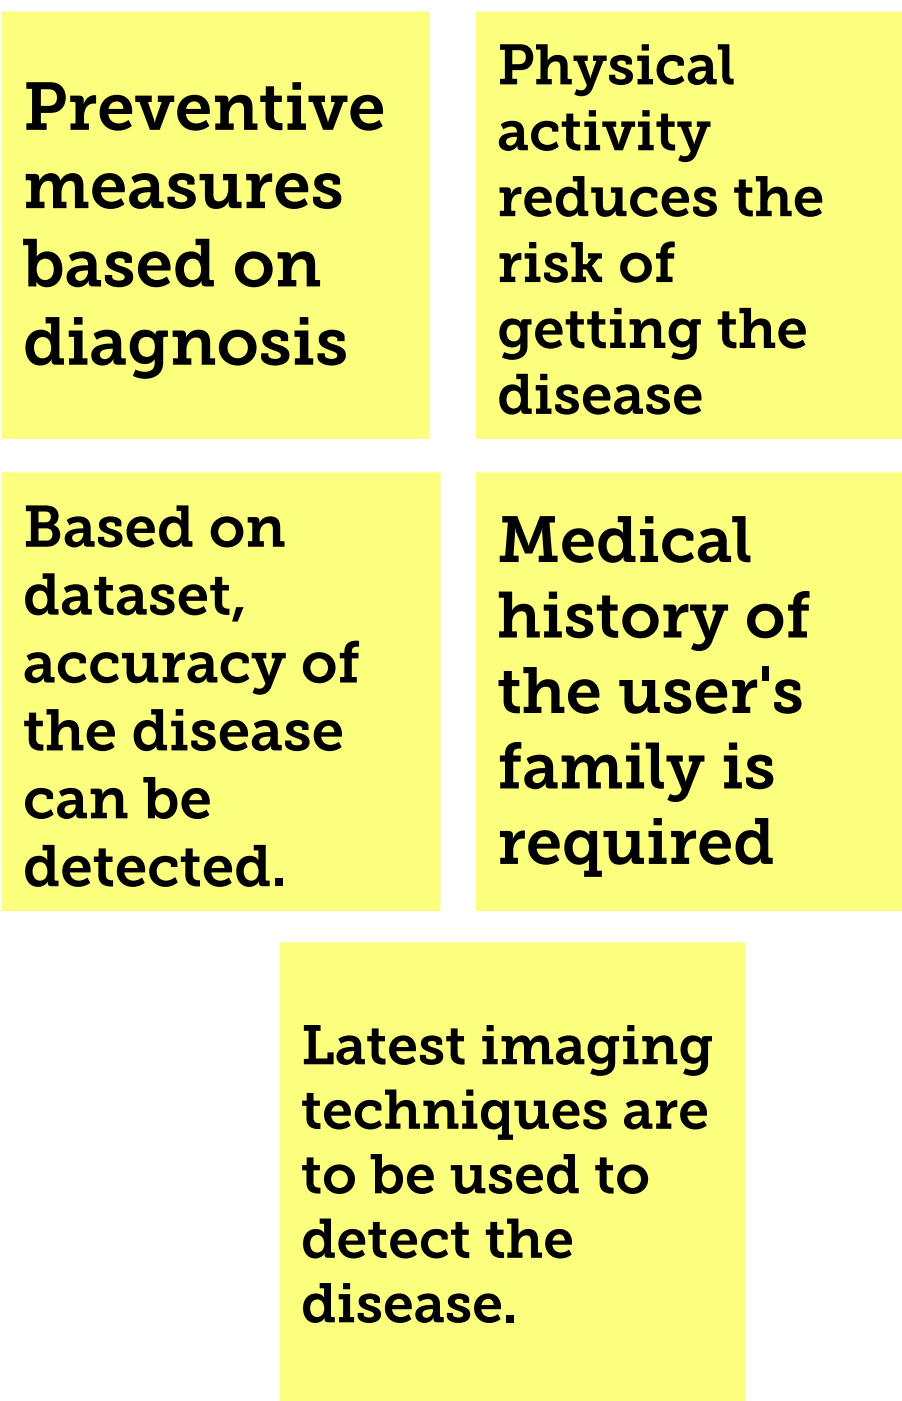 Preventive
measures
based on
diagnosis
Physical
activity
reduces the
risk of
getting the
disease
Based on
dataset,
accuracy of
the disease
can be
detected.
Medical
history of
the user's
family is
required
Latest imaging
techniques are
to be used to
detect the
disease.